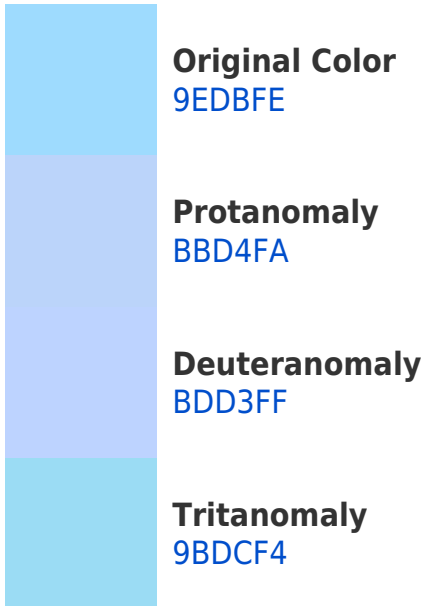 Original Color
9EDBFE
Protanomaly
BBD4FA
Deuteranomaly
BDD3FF
Tritanomaly
9BDCF4